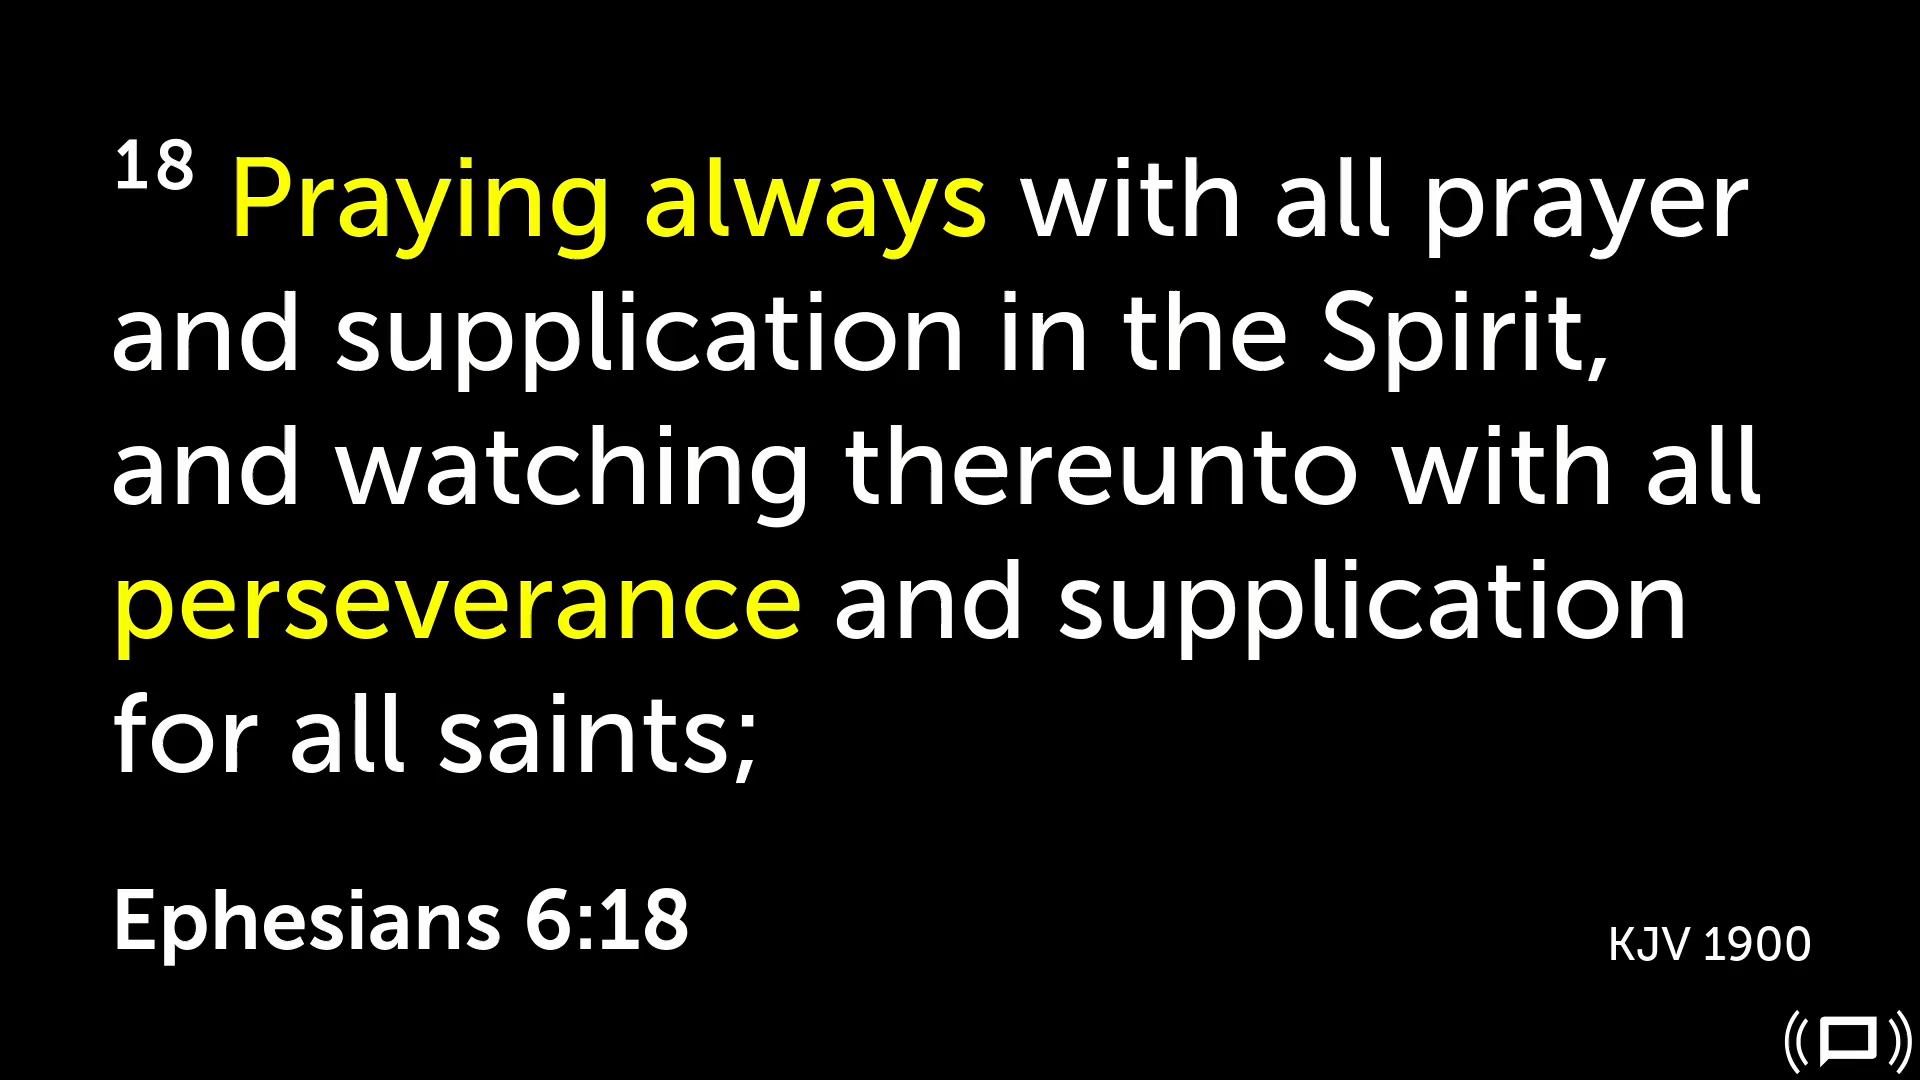 18 Praying always with all prayer
and supplication in the Spirit,
and watching thereunto with all
perseverance and supplication
for all saints;
Ephesians 6:18
KJV 1900